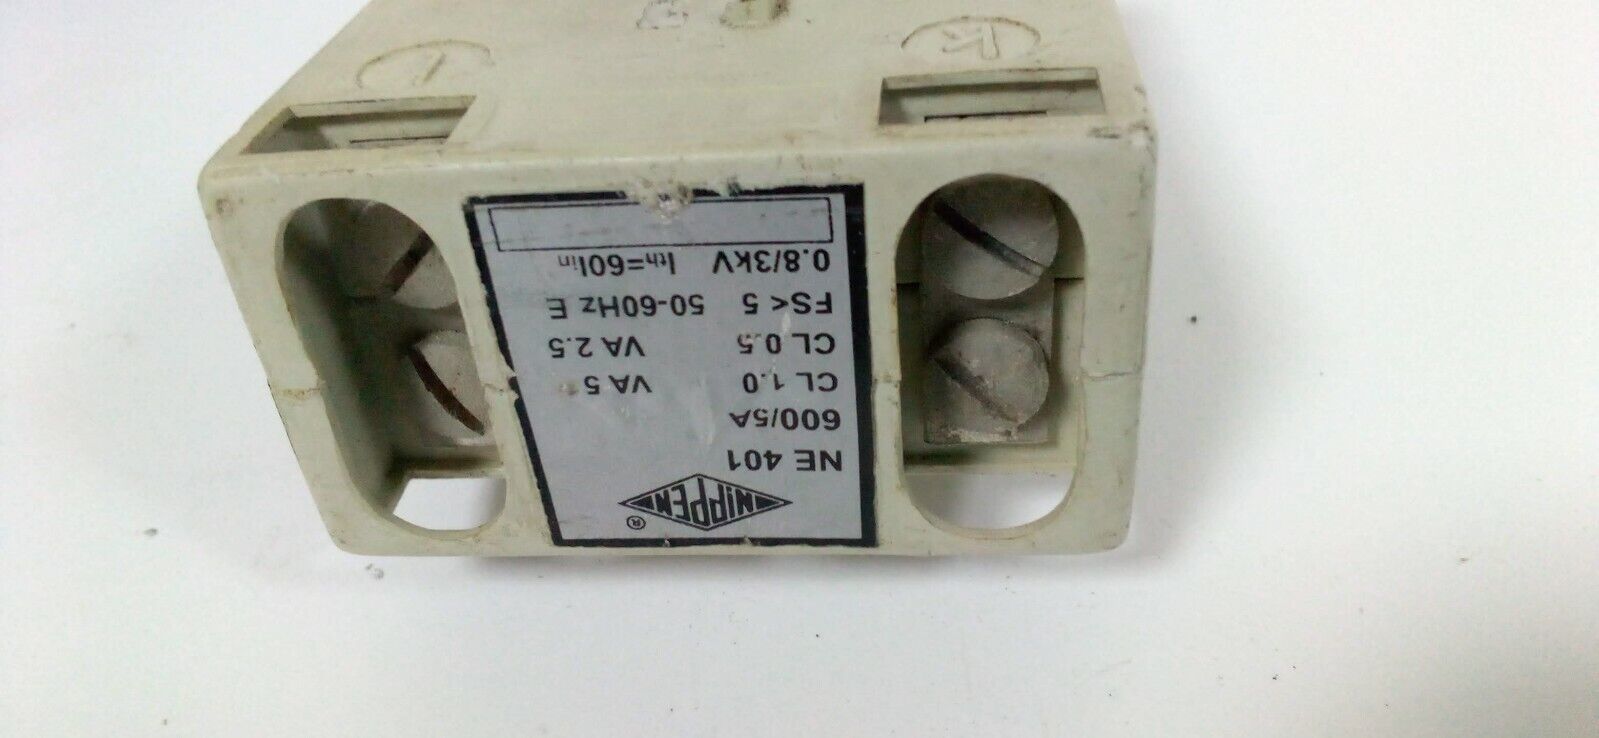 NIPPEN ®
NE 401
600/5A
CL 1.0 VA 5
CL 0.5 VA 2.5
FS< 5 50-60Hz E
0.8/3kV Ith=60Iin
K